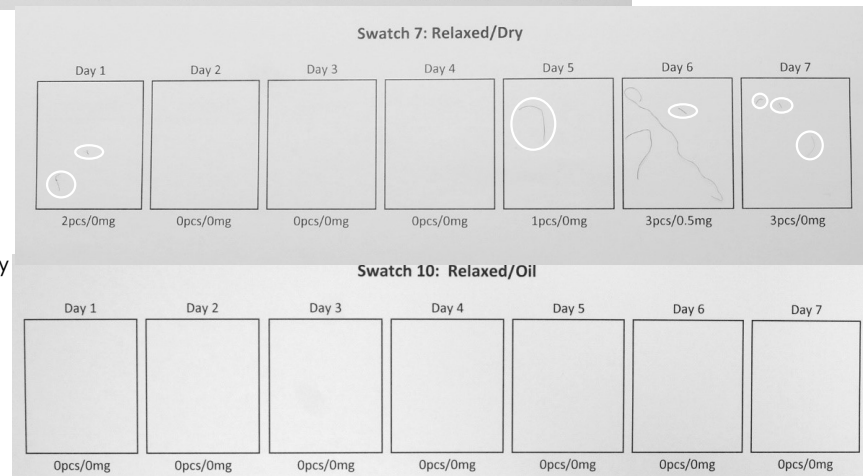 Swatch 7: Relaxed/Dry
Day 1 Day 2 Day 3 Day 4 Day 5 Day 6 Day 7
2pcs/0mg 0pcs/0mg 0pcs/0mg 0pcs/0mg 1pcs/0mg 3pcs/0.5mg 3pcs/0mg
y
Swatch 10: Relaxed/Oil
Day 1 Day 2 Day 3 Day 4 Day 5 Day 6 Day 7
0pcs/0mg 0pcs/0mg 0pcs/0mg 0pcs/0mg 0pcs/0mg 0pcs/0mg 0pcs/0mg